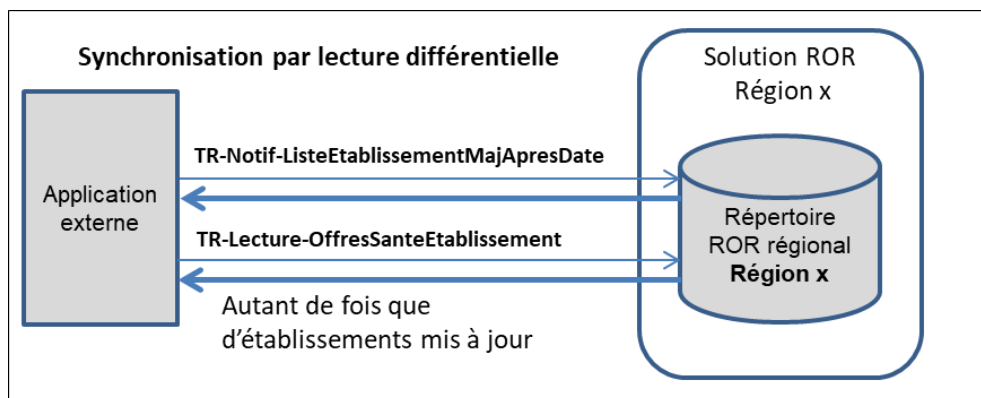 Synchronisation par lecture différentielle
Solution ROR
Région x
TR-Notif-ListeEtablissementMajApresDate
Application
externe
TR-Lecture-OffresSanteEtablissement
Répertoire
ROR régional
Région x
Autant de fois que
d'établissements mis à jour